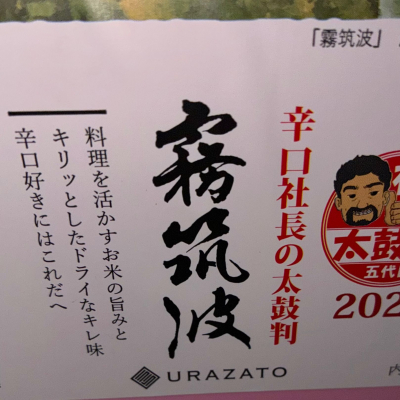 「霧筑波」
太鼓
五代
202
辛口社長の太鼓判
霧筑波
料理を活かすお米の旨みと
キリッとしたドライなキレ味
辛口好きにはこれだへ
URAZATO
内